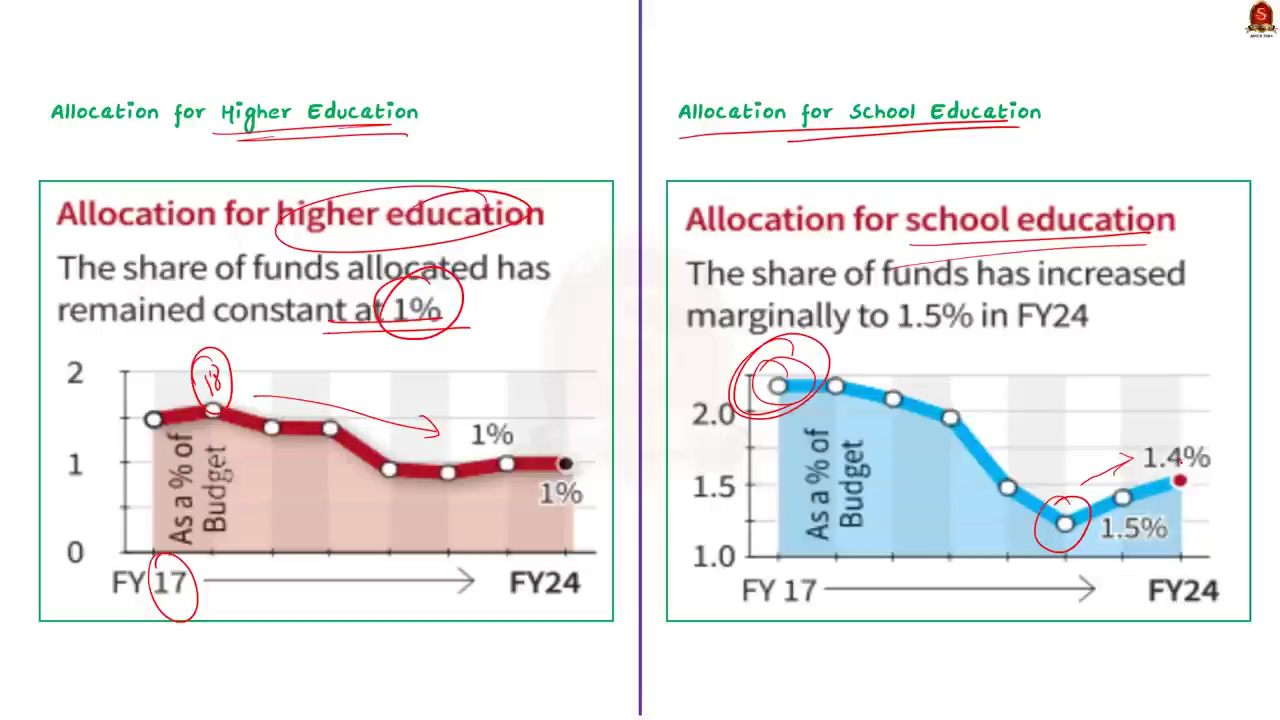 Allocation for Higher Education
Allocation for higher education
The share of funds allocated has
remained constant at 1%
2
1
0
18
As a % of
Budget
1%
1%
FY 17
FY24
Allocation for School Education
Allocation for school education
The share of funds has increased
marginally to 1.5% in FY24
2.0
1.5
1.0
As a % of
Budget
1.4%
1.5%
FY 17
FY24
S